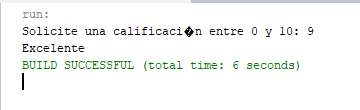 run:
Solicite una calificaci�n entre 0 y 10: 9
Excelente
BUILD SUCCESSFUL (total time: 6 seconds)